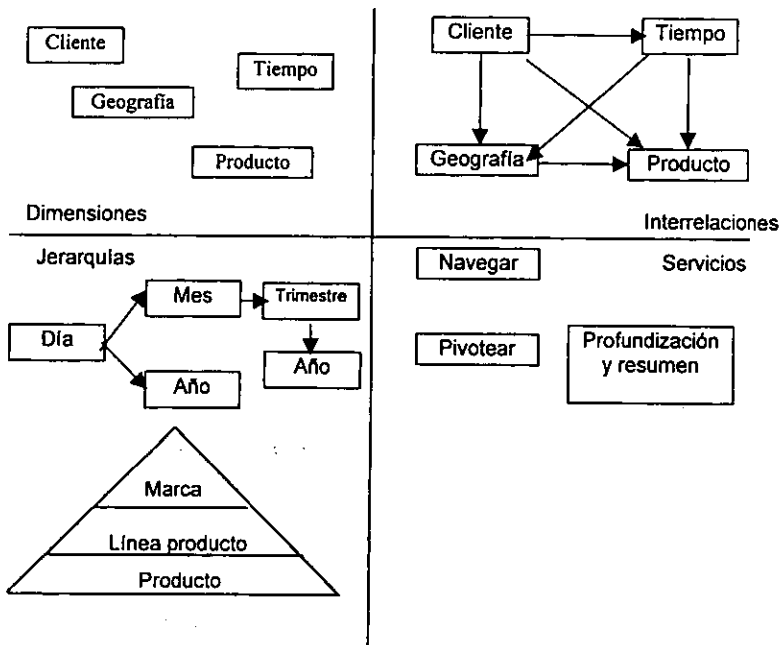 Cliente
Tiempo
Geografía
Producto
Dimensiones
Cliente
Tiempo
Geografía
Producto
Interrelaciones
Jerarquías
Mes
Trimestre
Día
Año
Año
Marca
Línea producto
Producto
Navegar
Servicios
Pivotear
Profundización
y resumen